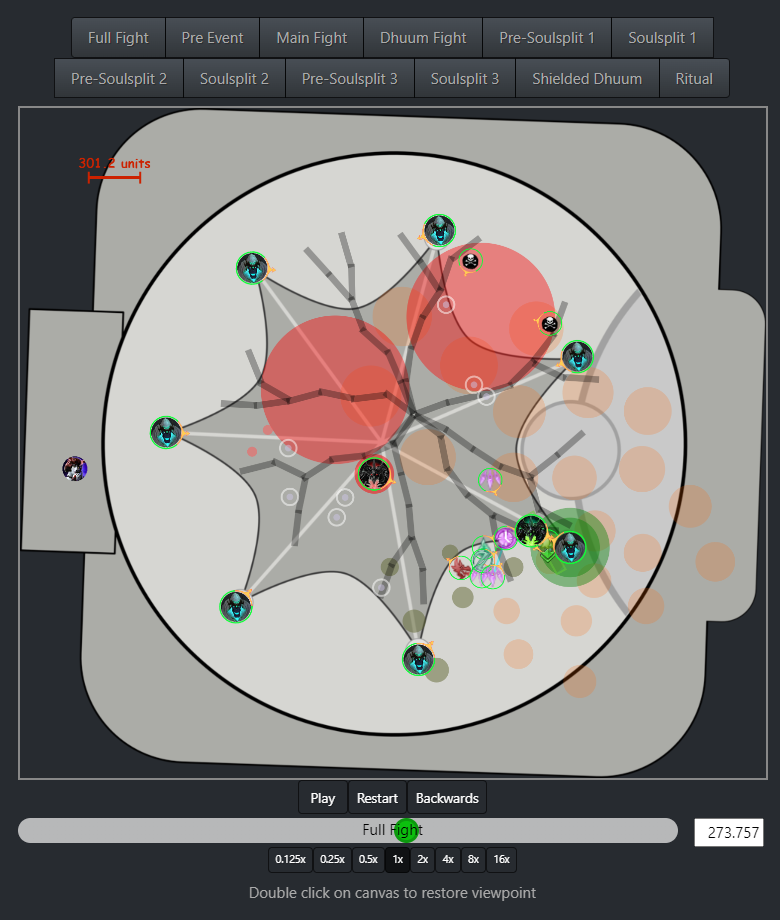 Full Fight Pre Event Main Fight Dhuum Fight Pre-Soulsplit 1 Soulsplit 1
Pre-Soulsplit 2 Soulsplit 2 Pre-Soulsplit 3 Soulsplit 3 Shielded Dhuum Ritual
301.2 units
Play Restart Backwards
Full Fight 273.757
0.125x 0.25x 0.5x 1x 2x 4x 8x 16x
Double click on canvas to restore viewpoint